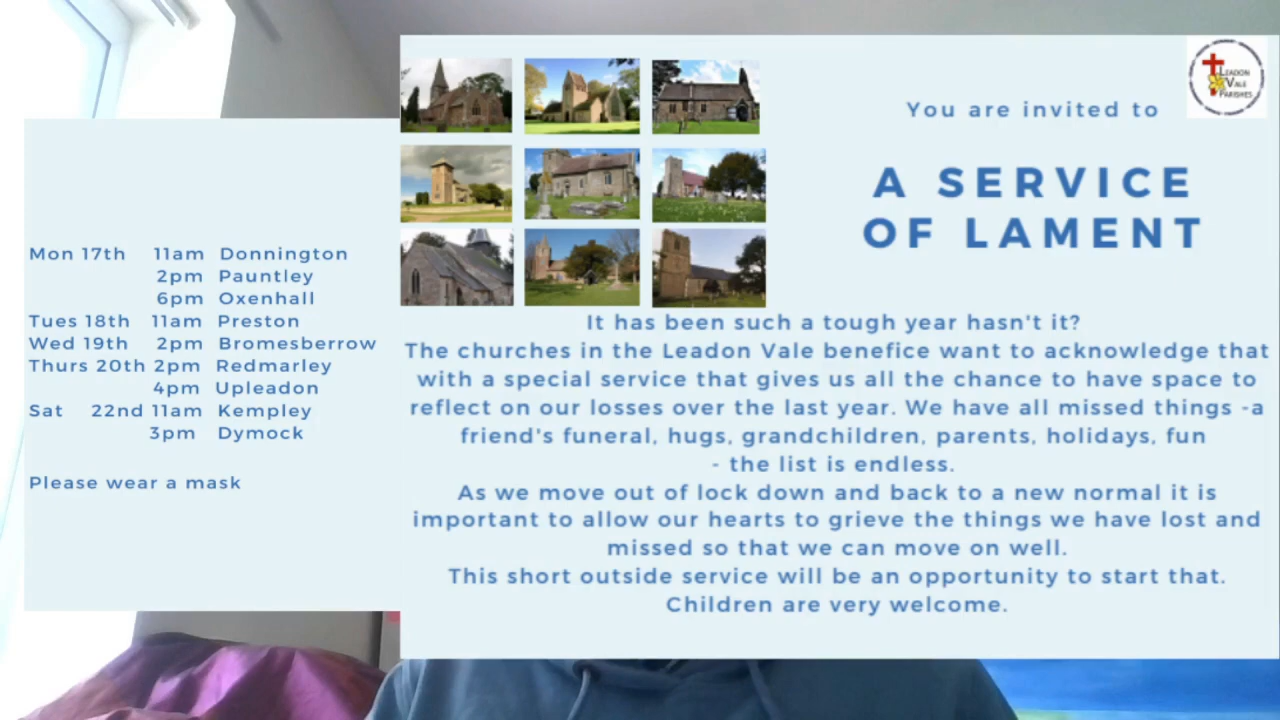 You are invited to
A SERVICE
OF LAMENT
LEADON
VALE
PARISHES
Mon 17th 11am Donnington
2pm Pauntley
6pm Oxenhall
Tues 18th 11am Preston
Wed 19th 2pm Bromesberrow
Thurs 20th 2pm Redmarley
4pm Upleadon
Sat 22nd 11am Kempley
3pm Dymock
Please wear a mask
It has been such a tough year hasn't it?
The churches in the Leadon Vale benefice want to acknowledge that
with a special service that gives us all the chance to have space to
reflect on our losses over the last year. We have all missed things -a
friend's funeral, hugs, grandchildren, parents, holidays, fun
- the list is endless.
As we move out of lock down and back to a new normal it is
important to allow our hearts to grieve the things we have lost and
missed so that we can move on well.
This short outside service will be an opportunity to start that.
Children are very welcome.